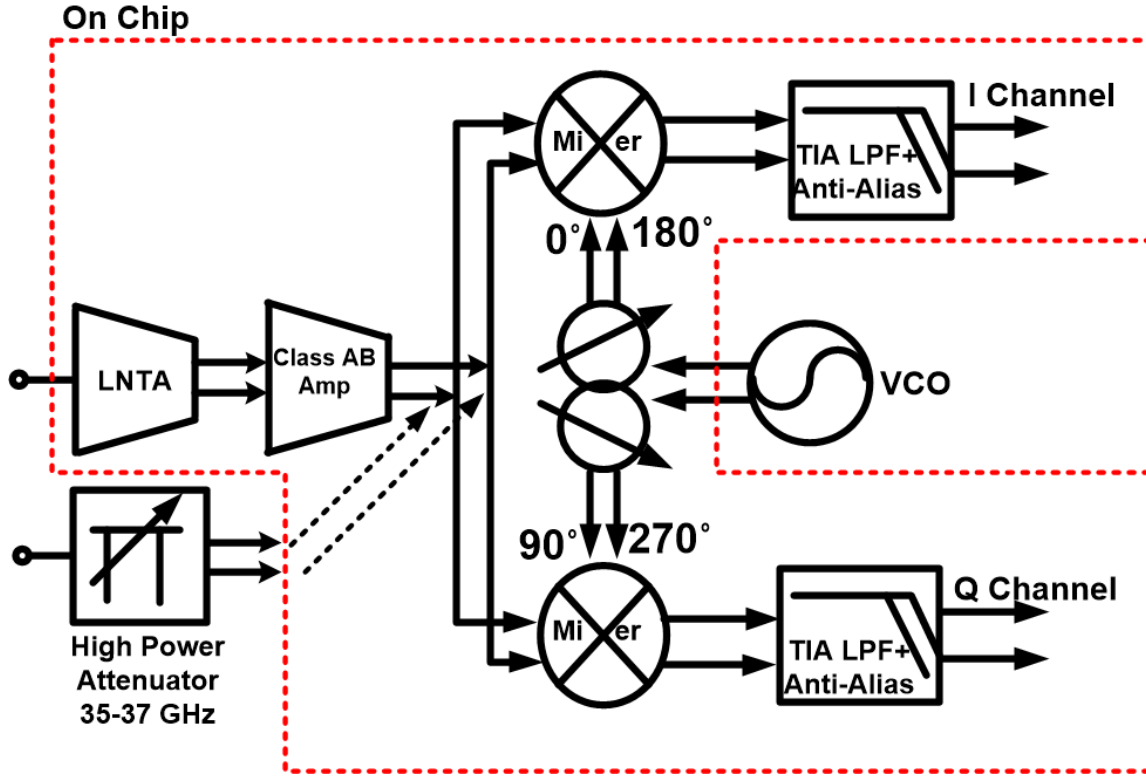 On Chip
I Channel
Mi er
TIA LPF+
Anti-Alias
0° 180°
LNTA
Class AB
Amp
VCO
90° 270°
High Power
Attenuator
35-37 GHz
Mi er
Q Channel
TIA LPF+
Anti-Alias